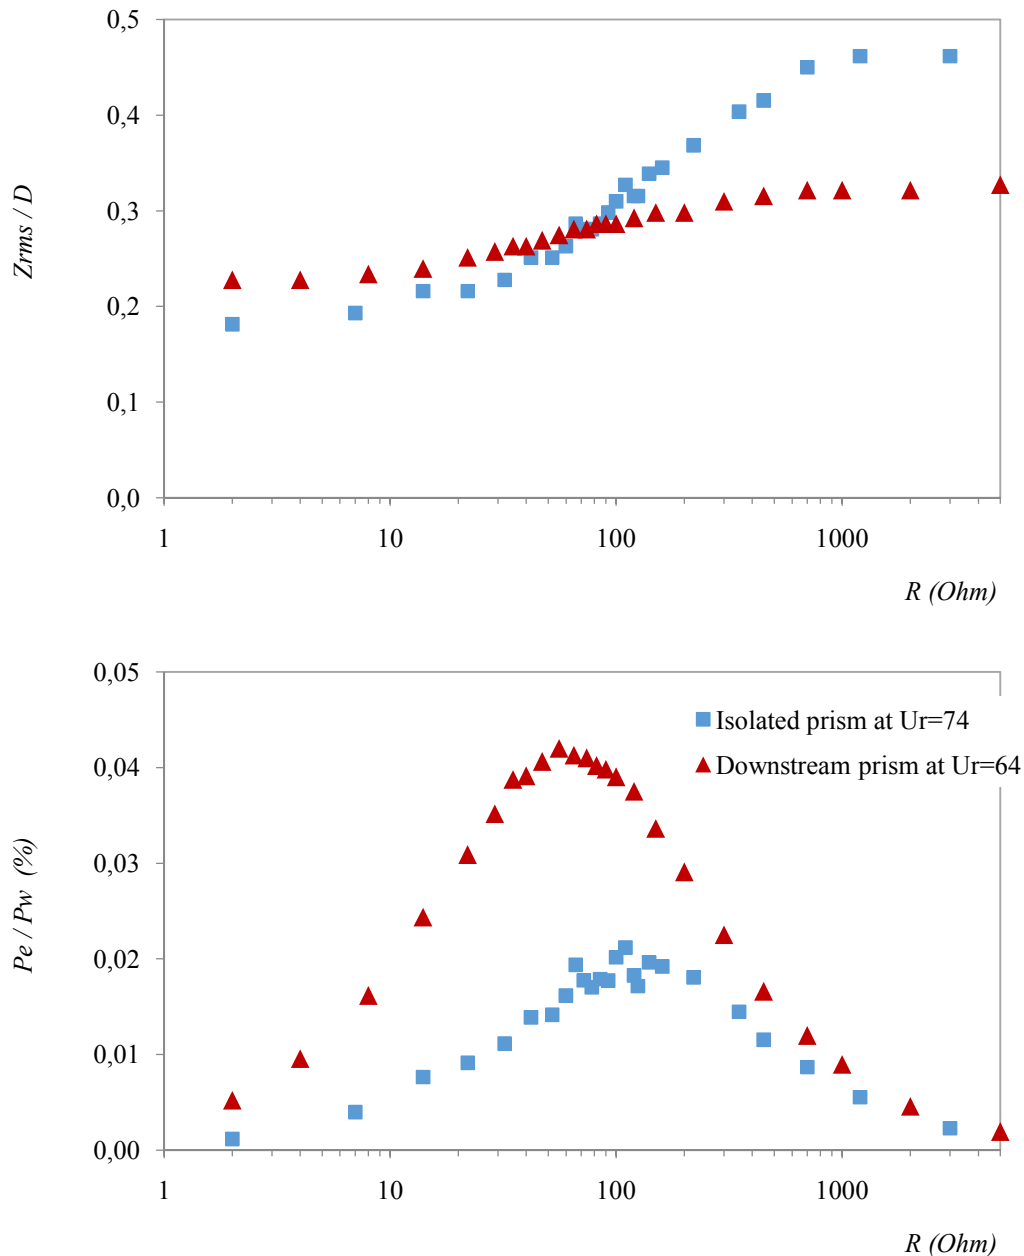 0,5
0,4
0,3
0,2
0,1
0,0
Zrms / D
1 10 100 1000
R (Ohm)
0,05
0,04
0,03
0,02
0,01
0,00
Pe / Pw (%)
Isolated prism at Ur=74
Downstream prism at Ur=64
1 10 100 1000
R (Ohm)